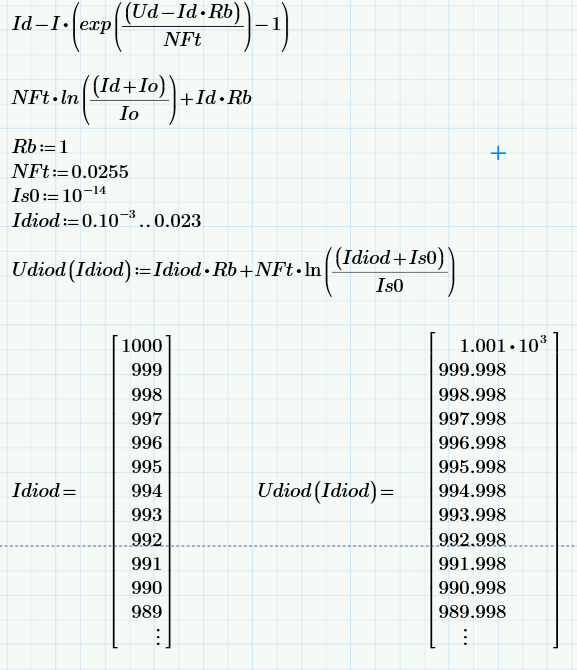 Id−I⋅(exp((Ud−Id⋅Rb)/NFt)−1)
NFt⋅ln((Id+Io)/Io)+Id⋅Rb
Rb≔1
NFt≔0.0255
Is0≔10⁻¹⁴
Idiod≔0.10⁻³‥0.023
Udiod(Idiod)≔Idiod⋅Rb+NFt⋅ln((Idiod+Is0)/Is0)
Idiod=
1000
999
998
997
996
995
994
993
992
991
990
989
⋮
Udiod(Idiod)=
1.001⋅10³
999.998
998.998
997.998
996.998
995.998
994.998
993.998
992.998
991.998
990.998
989.998
⋮